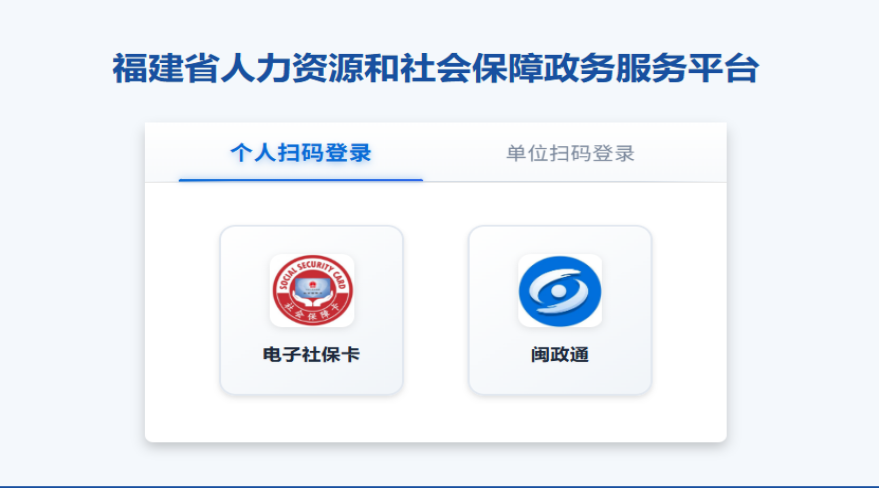 福建省人力资源和社会保障政务服务平台
个人扫码登录 单位扫码登录
SOCIAL SECURITY CARD
社会保障卡
电子社保卡 闽政通